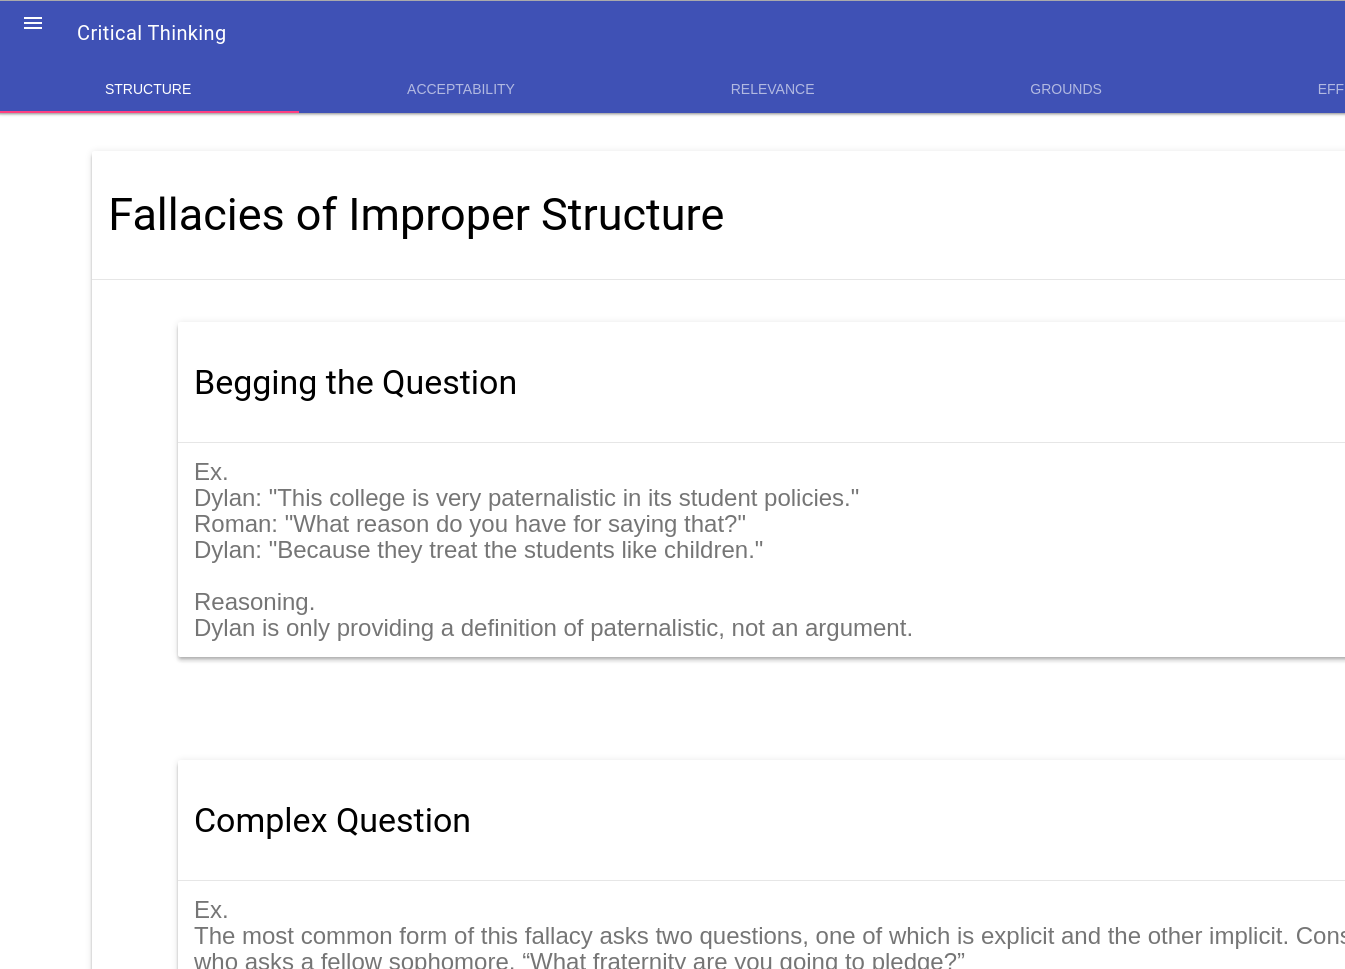 Critical Thinking
STRUCTURE ACCEPTABILITY RELEVANCE GROUNDS EFF
Fallacies of Improper Structure
Begging the Question
Ex.
Dylan: "This college is very paternalistic in its student policies."
Roman: "What reason do you have for saying that?"
Dylan: "Because they treat the students like children."
Reasoning.
Dylan is only providing a definition of paternalistic, not an argument.
Complex Question
Ex.
The most common form of this fallacy asks two questions, one of which is explicit and the other implicit. Cons
who asks a fellow sophomore, “What fraternity are you going to pledge?”